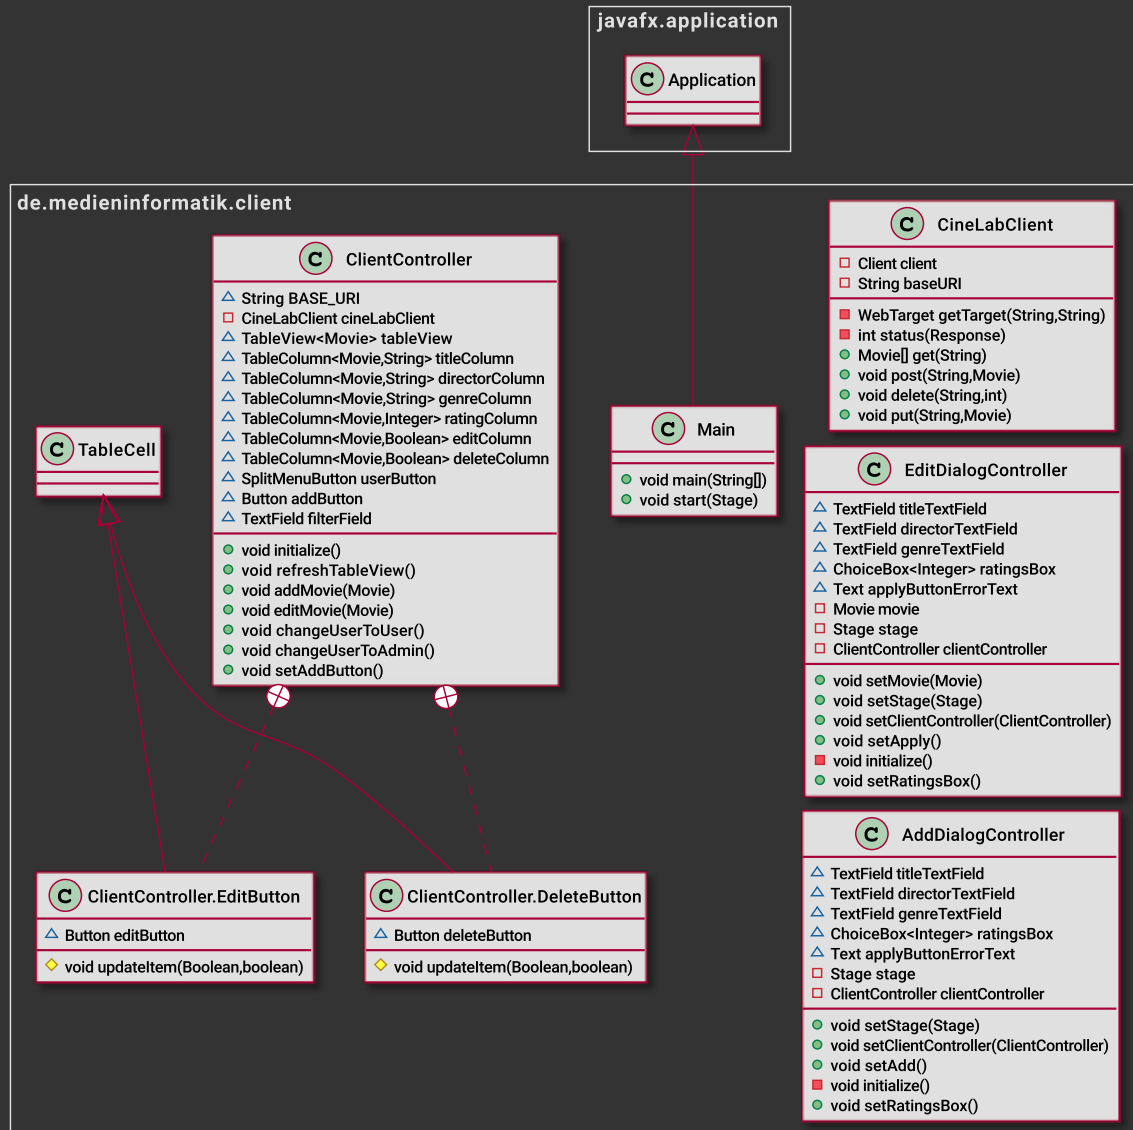 javafx.application
C Application
de.medieninformatik.client
C ClientController
String BASE_URI
CineLabClient cineLabClient
TableView<Movie> tableView
TableColumn<Movie,String> titleColumn
TableColumn<Movie,String> directorColumn
TableColumn<Movie,String> genreColumn
TableColumn<Movie,Integer> ratingColumn
TableColumn<Movie,Boolean> editColumn
TableColumn<Movie,Boolean> deleteColumn
SplitMenuButton userButton
Button addButton
TextField filterField
void initialize()
void refreshTableView()
void addMovie(Movie)
void editMovie(Movie)
void changeUserToUser()
void changeUserToAdmin()
void setAddButton()
C TableCell
C Main
void main(String[])
void start(Stage)
C CineLabClient
Client client
String baseURI
WebTarget getTarget(String,String)
int status(Response)
Movie[] get(String)
void post(String,Movie)
void delete(String,int)
void put(String,Movie)
C EditDialogController
TextField titleTextField
TextField directorTextField
TextField genreTextField
ChoiceBox<Integer> ratingsBox
Text applyButtonErrorText
Movie movie
Stage stage
ClientController clientController
void setMovie(Movie)
void setStage(Stage)
void setClientController(ClientController)
void setApply()
void initialize()
void setRatingsBox()
C AddDialogController
TextField titleTextField
TextField directorTextField
TextField genreTextField
ChoiceBox<Integer> ratingsBox
Text applyButtonErrorText
Stage stage
ClientController clientController
void setStage(Stage)
void setClientController(ClientController)
void setAdd()
void initialize()
void setRatingsBox()
C ClientController.EditButton
Button editButton
void updateItem(Boolean,boolean)
C ClientController.DeleteButton
Button deleteButton
void updateItem(Boolean,boolean)